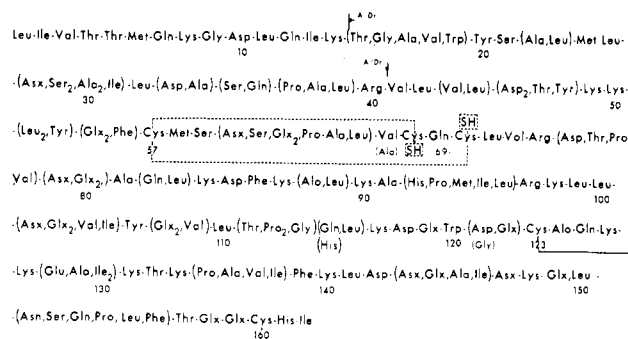 A Dr
Leu·Ile·Val·Thr·Thr·Met·Gln·Lys·Gly·Asp·Leu·Gln·Ile·Lys·(Thr,Gly,Ala,Val,Trp)·Tyr·Ser·(Ala,Leu)·Met Leu·
10 20
A Dr
·(Asx,Ser2,Ala2,Ile)·Leu·(Asp,Ala)·(Ser,Gln)·(Pro,Ala,Leu)·Arg·Val·Leu·(Val,Leu)·(Asp2,Thr,Tyr)·Lys·Lys·
30 40 50
SH
·(Leu2,Tyr)·(Glx2,Phe)·Cys·Met·Ser·(Asx,Ser,Glx2,Pro·Ala,Leu)·Val·Cys·Gln·Cys·Leu·Val·Arg·(Asp,Thr,Pro
57 (Ala) SH 69·
Val)·(Asx,Glx2,)·Ala·(Gln,Leu)·Lys·Asp·Phe·Lys·(Ala,Leu)·Lys·Ala·(His,Pro,Met,Ile,Leu)·Arg·Lys·Leu·Leu·
80 90 100
·(Asx,Glx2,Val,Ile)·Tyr·(Glx2,Val)·Leu·(Thr,Pro2,Gly)(Gln,Leu)·Lys·Asp·Glx·Trp·(Asp,Glx)·Cys·Ala·Gln·Lys·
110 (His) 120 (Gly) 123
·Lys·(Glu,Ala,Ile2)·Lys·Thr·Lys·(Pro,Ala,Val,Ile)·Phe·Lys·Leu·Asp·(Asx,Glx,Ala,Ile)·Asx·Lys·Glx,Leu·
130 140 150
·(Asn,Ser,Gln,Pro,Leu,Phe)·Thr·Glx·Glx·Cys·His·Ile
160